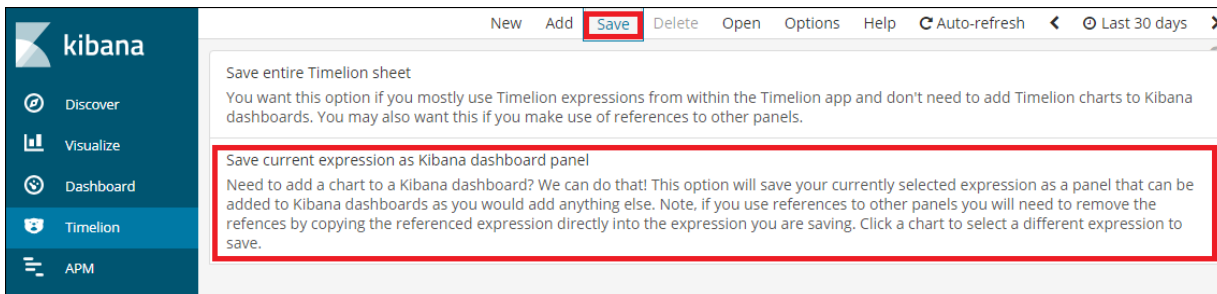 New Add Save Delete Open Options Help Auto-refresh Last 30 days
kibana
Discover
Visualize
Dashboard
Timelion
APM
Save entire Timelion sheet
You want this option if you mostly use Timelion expressions from within the Timelion app and don't need to add Timelion charts to Kibana
dashboards. You may also want this if you make use of references to other panels.
Save current expression as Kibana dashboard panel
Need to add a chart to a Kibana dashboard? We can do that! This option will save your currently selected expression as a panel that can be
added to Kibana dashboards as you would add anything else. Note, if you use references to other panels you will need to remove the
refences by copying the referenced expression directly into the expression you are saving. Click a chart to select a different expression to
save.